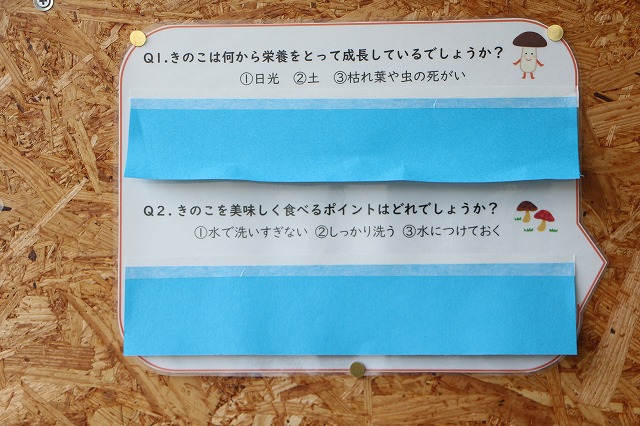 Q1.きのこは何から栄養をとって成長しているでしょうか？
①日光　②土　③枯れ葉や虫の死がい
Q2.きのこを美味しく食べるポイントはどれでしょうか？
①水で洗いすぎない　②しっかり洗う　③水につけておく